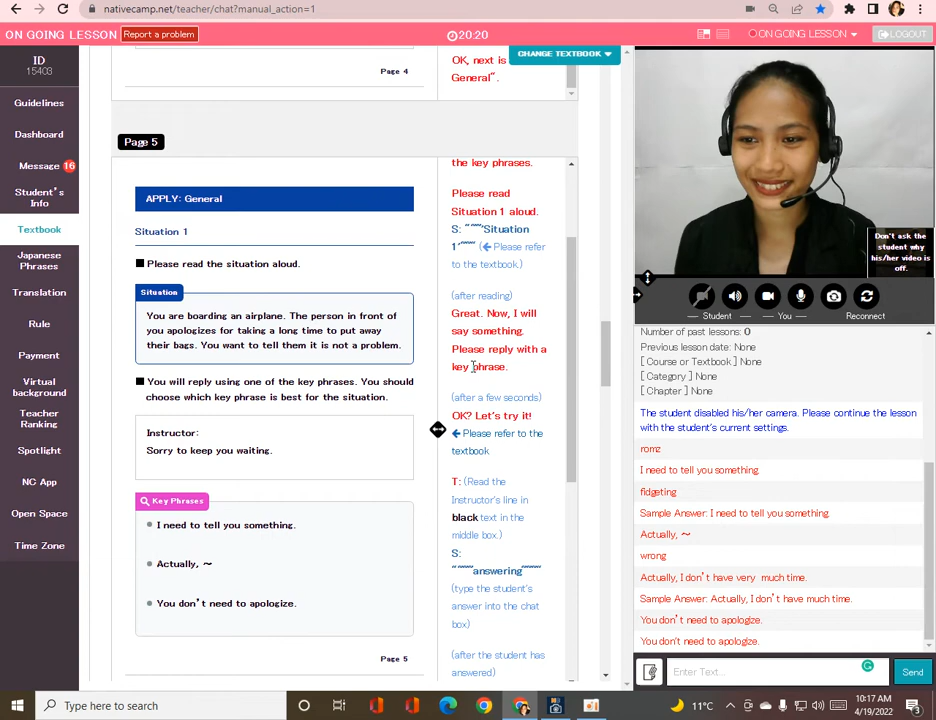 nativecamp.net/teacher/chat?manual_action=1
ON GOING LESSON
Report a problem
20:20
ON GOING LESSON
LOGOUT
ID
15403
Guidelines
Dashboard
Message 16
Student's
Info
Textbook
Japanese
Phrases
Translation
Rule
Payment
Virtual
background
Teacher
Ranking
Spotlight
NC App
Open Space
Time Zone
CHANGE TEXTBOOK
Page 4
OK, next is
General".
Page 5
APPLY: General
Situation 1
Please read the situation aloud.
Situation
You are boarding an airplane. The person in front of
you apologizes for taking a long time to put away
their bags. You want to tell them it is not a problem.
You will reply using one of the key phrases. You should
choose which key phrase is best for the situation.
Instructor:
Sorry to keep you waiting.
Key Phrases
I need to tell you something.
Actually, ～
You don't need to apologize.
Page 5
the key phrases.
Please read
Situation 1 aloud.
S: "~~~'Situation
1'~~~" (← Please refer
to the textbook.)
(after reading)
Great. Now, I will
say something.
Please reply with a
key phrase.
(after a few seconds)
OK? Let's try it!
← Please refer to the
textbook
T: (Read the
Instructor's line in
black text in the
middle box.)
S:
"~~~answering~~~"
(type the student's
answer into the chat
box)
(after the student has
answered)
Don't ask the
student why
his/her video is
off.
Student
You
Reconnect
Number of past lessons: 0
Previous lesson date: None
[ Course or Textbook ] None
[ Category ] None
[ Chapter ] None
The student disabled his/her camera. Please continue the lesson
with the student's current settings.
romz
I need to tell you something.
fidgeting
Sample Answer: I need to tell you something.
Actually, ～
wrong
Actually, I don't have very much time.
Sample Answer: Actually, I don't have much time.
You don't need to apologize.
You don't need to apologize.
Enter Text...
Send
Type here to search
11°C
10:17 AM
4/19/2022
3